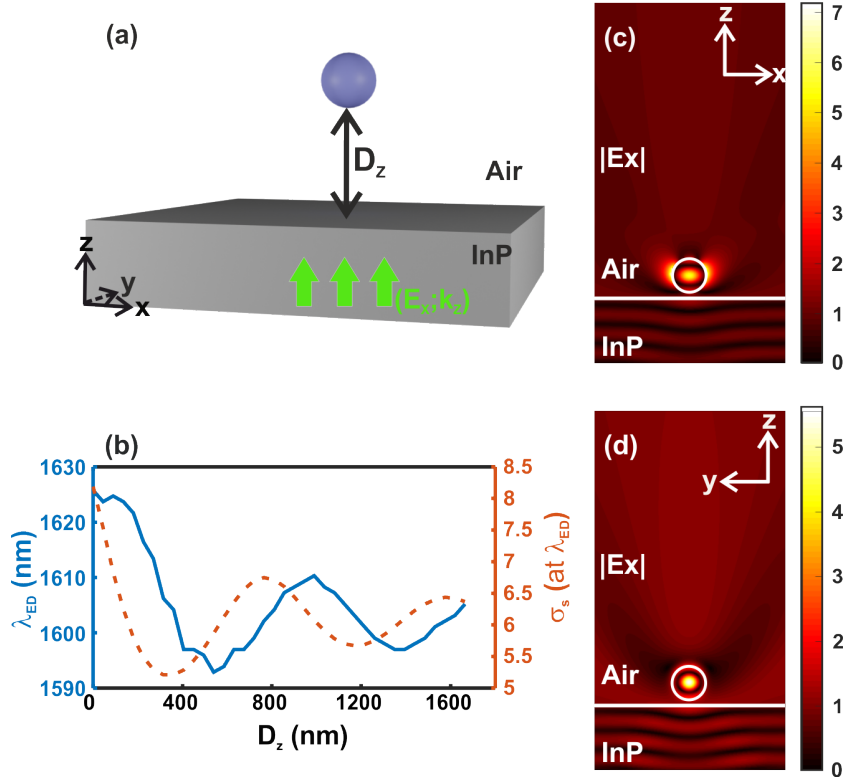 (a)
D_z
Air
InP
z
y
x
(E_x;k_z)
(b)
1630
1620
1610
1600
1590
λ_ED (nm)
8.5
8
7.5
7
6.5
6
5.5
5
σ_s (at λ_ED)
0 400 800 1200 1600
D_z (nm)
(c)
z
x
|Ex|
Air
InP
7
6
5
4
3
2
1
0
(d)
z
y
|Ex|
Air
InP
5
4
3
2
1
0